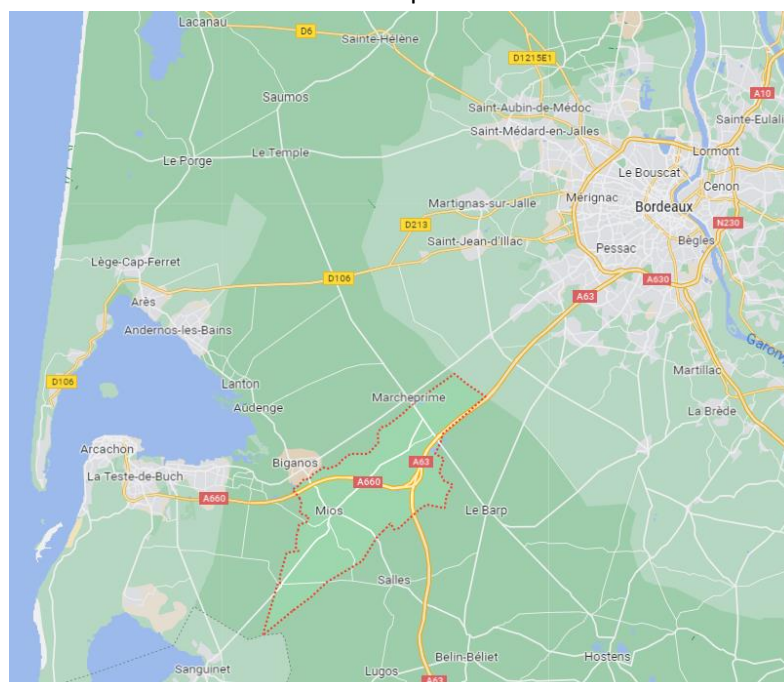 Lacanau
D6
Sainte-Hélène
D1215E1
A10
Saumos
Saint-Aubin-de-Médoc
Sainte-Eulali
Saint-Médard-en-Jalles
Lormont
Le Porge
Le Temple
Le Bouscat
Cenon
Martignas-sur-Jalle
Mérignac
Bordeaux
D213
N230
Saint-Jean-d'Illac
Pessac
Bègles
Lège-Cap-Ferret
D106
A630
A63
Arès
Andernos-les-Bains
Garonn
Martillac
D106
Lanton
Marcheprime
Audenge
La Brède
Arcachon
Biganos
A63
La Teste-de-Buch
A660
A660
Mios
Le Barp
Salles
Belin-Béliet
Hostens
Sanguinet
Lugos
A63